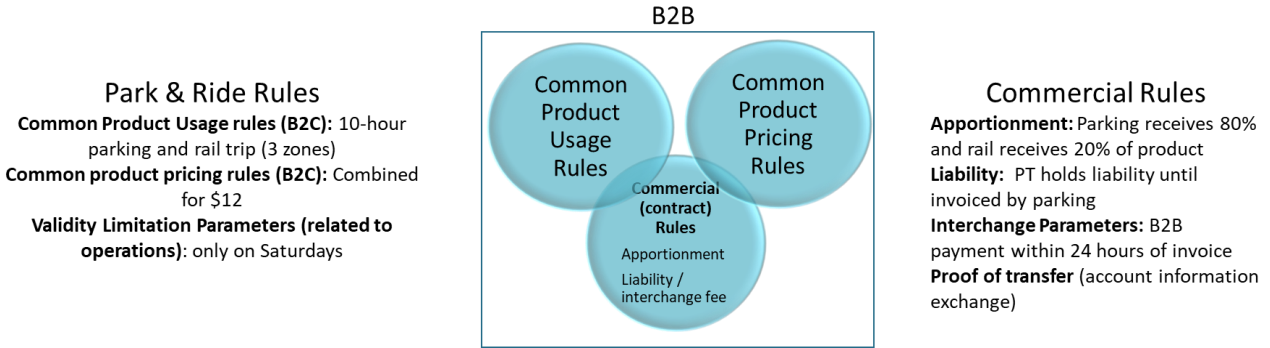 B2B
Park & Ride Rules
Common Product Usage rules (B2C): 10-hour
parking and rail trip (3 zones)
Common product pricing rules (B2C): Combined
for $12
Validity Limitation Parameters (related to
operations): only on Saturdays
Common
Product
Usage
Rules
Common
Product
Pricing
Rules
Commercial
(contract)
Rules
Apportionment
Liability /
interchange fee
Commercial Rules
Apportionment: Parking receives 80%
and rail receives 20% of product
Liability: PT holds liability until
invoiced by parking
Interchange Parameters: B2B
payment within 24 hours of invoice
Proof of transfer (account information
exchange)